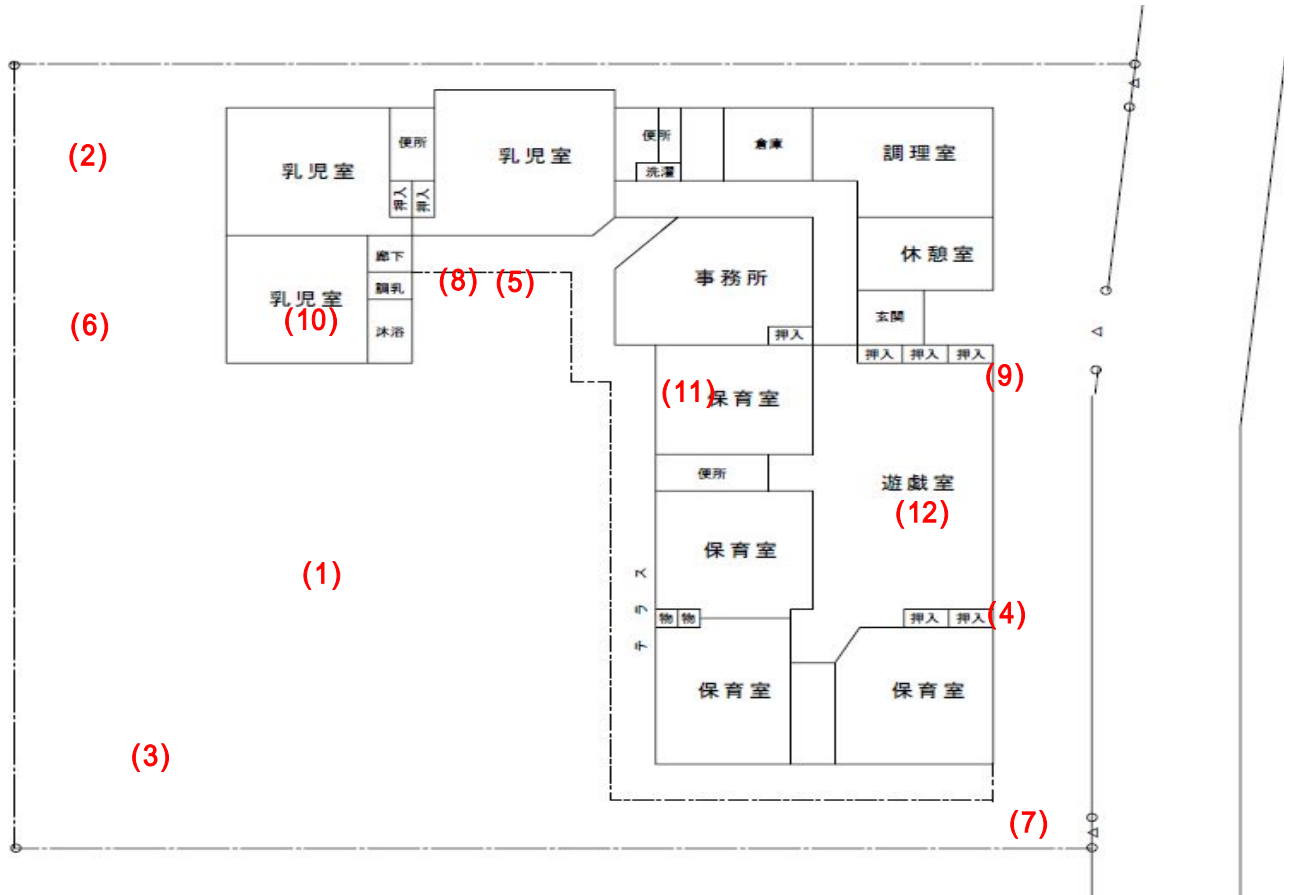 (2)
乳児室
便所
押入
押入
乳児室
便所
洗濯
倉庫
調理室
休憩室
事務所
押入
玄関
押入
押入
押入
(9)
廊下
調乳
沐浴
乳児室
(10)
(8)
(5)
(6)
(11)
保育室
便所
遊戯室
(12)
保育室
テラス
(1)
物
物
押入
押入
(4)
保育室
保育室
(3)
(7)